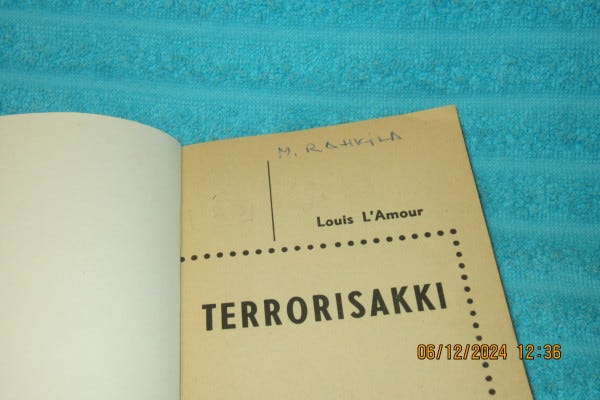 M. RAHKILA
Louis L'Amour
TERRORISAKKI
06/12/2024 12:36